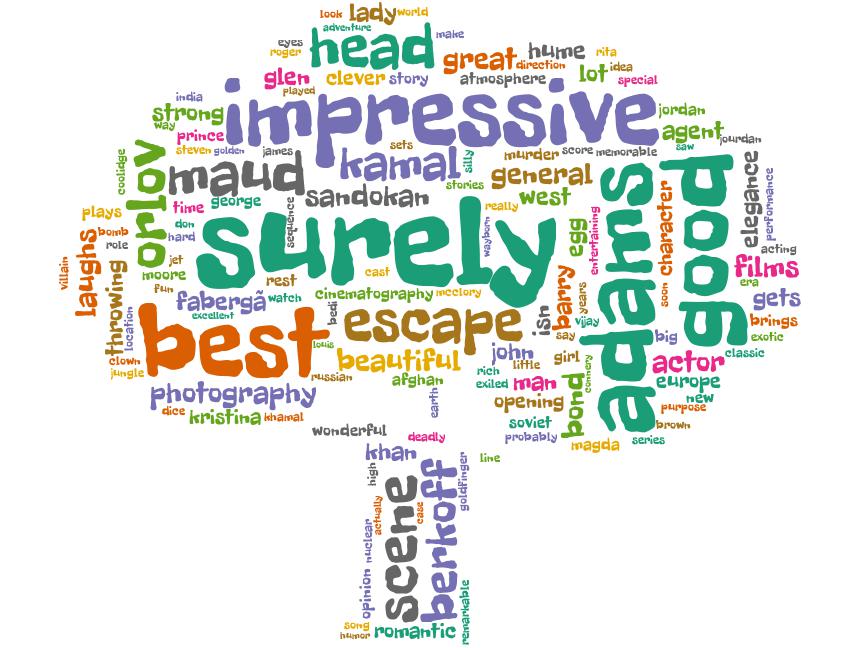 look
lady
world
adventure
make
eyes
roger
head
great
direction
hume
rita
glen
clever
story
played
atmosphere
lot
idea
special
india
strong
way
impressive
jordan
agent
jourdan
prince
steven
golden
james
sets
silly
murder
score
memorable
saw
coolidge
orlov
maud
kamal
general
stories
sandokan
west
elegance
performance
plays
time
george
don
hard
sequence
surely
really
wayborn
egg
entertaining
adams
character
good
acting
bomb
role
laughs
villain
throwing
location
jet
moore
fun
rest
cast
fabergã
watch
excellent
cinematography
mcclory
bedi
isn
barry
years
say
vijay
soon
films
era
gets
brings
exotic
classic
clown
jungle
best
louis
escape
beautiful
russian
afghan
john
little
rich
exiled
man
girl
connery
bond
big
actor
europe
new
purpose
brown
series
photography
dice
kristina
khamal
earth
opening
soviet
probably
magda
wonderful
deadly
khan
high
line
goldfinger
scene
berkoff
case
actually
nuclear
opinion
remarkable
song
humor
romantic